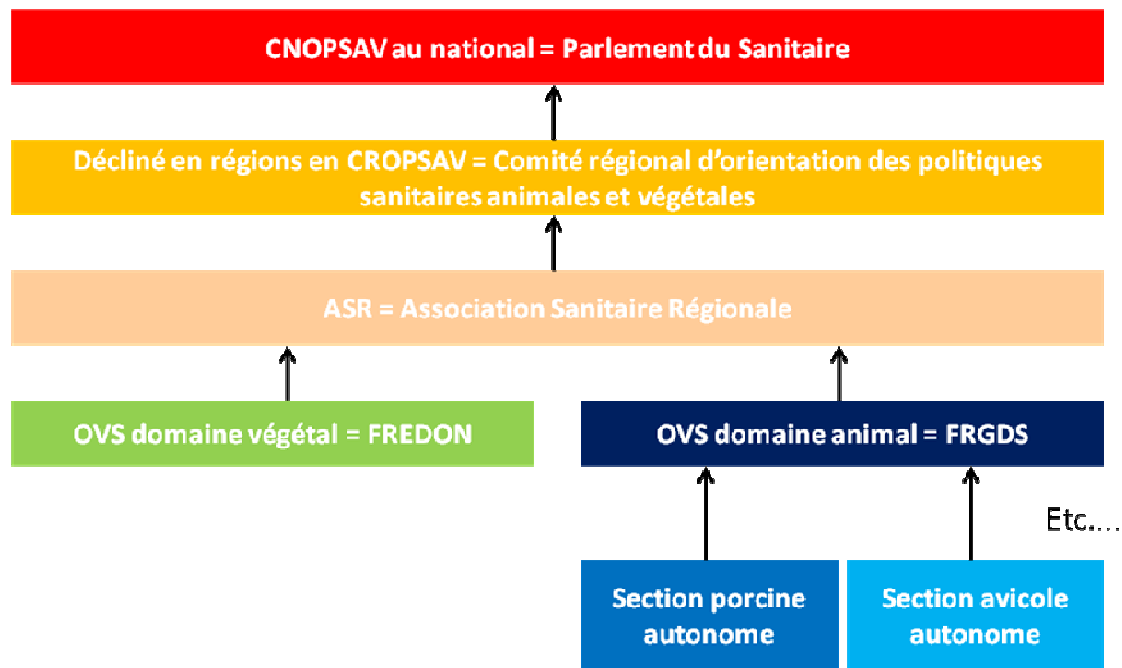 CNOPSAV au national = Parlement du Sanitaire
Décliné en régions en CROPSAV = Comité régional d'orientation des politiques
sanitaires animales et végétales
ASR = Association Sanitaire Régionale
OVS domaine végétal = FREDON
OVS domaine animal = FRGDS
Etc....
Section porcine
autonome
Section avicole
autonome